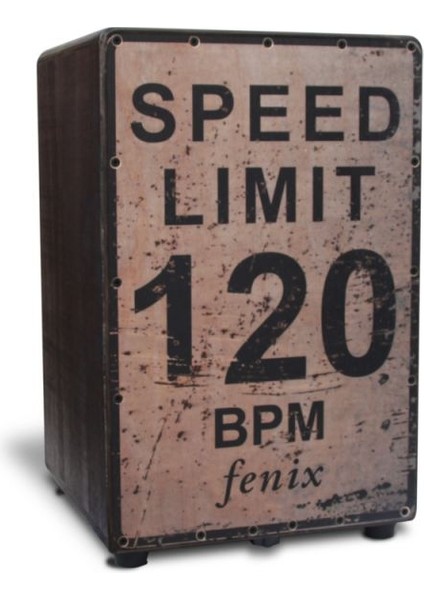 SPEED
LIMIT
120
BPM
fenix